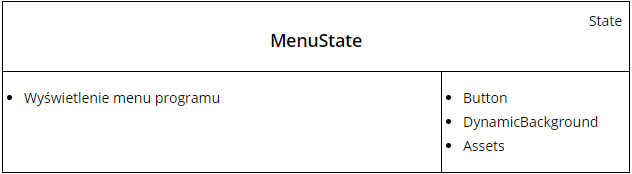 State
MenuState
Wyświetlenie menu programu
Button
DynamicBackground
Assets